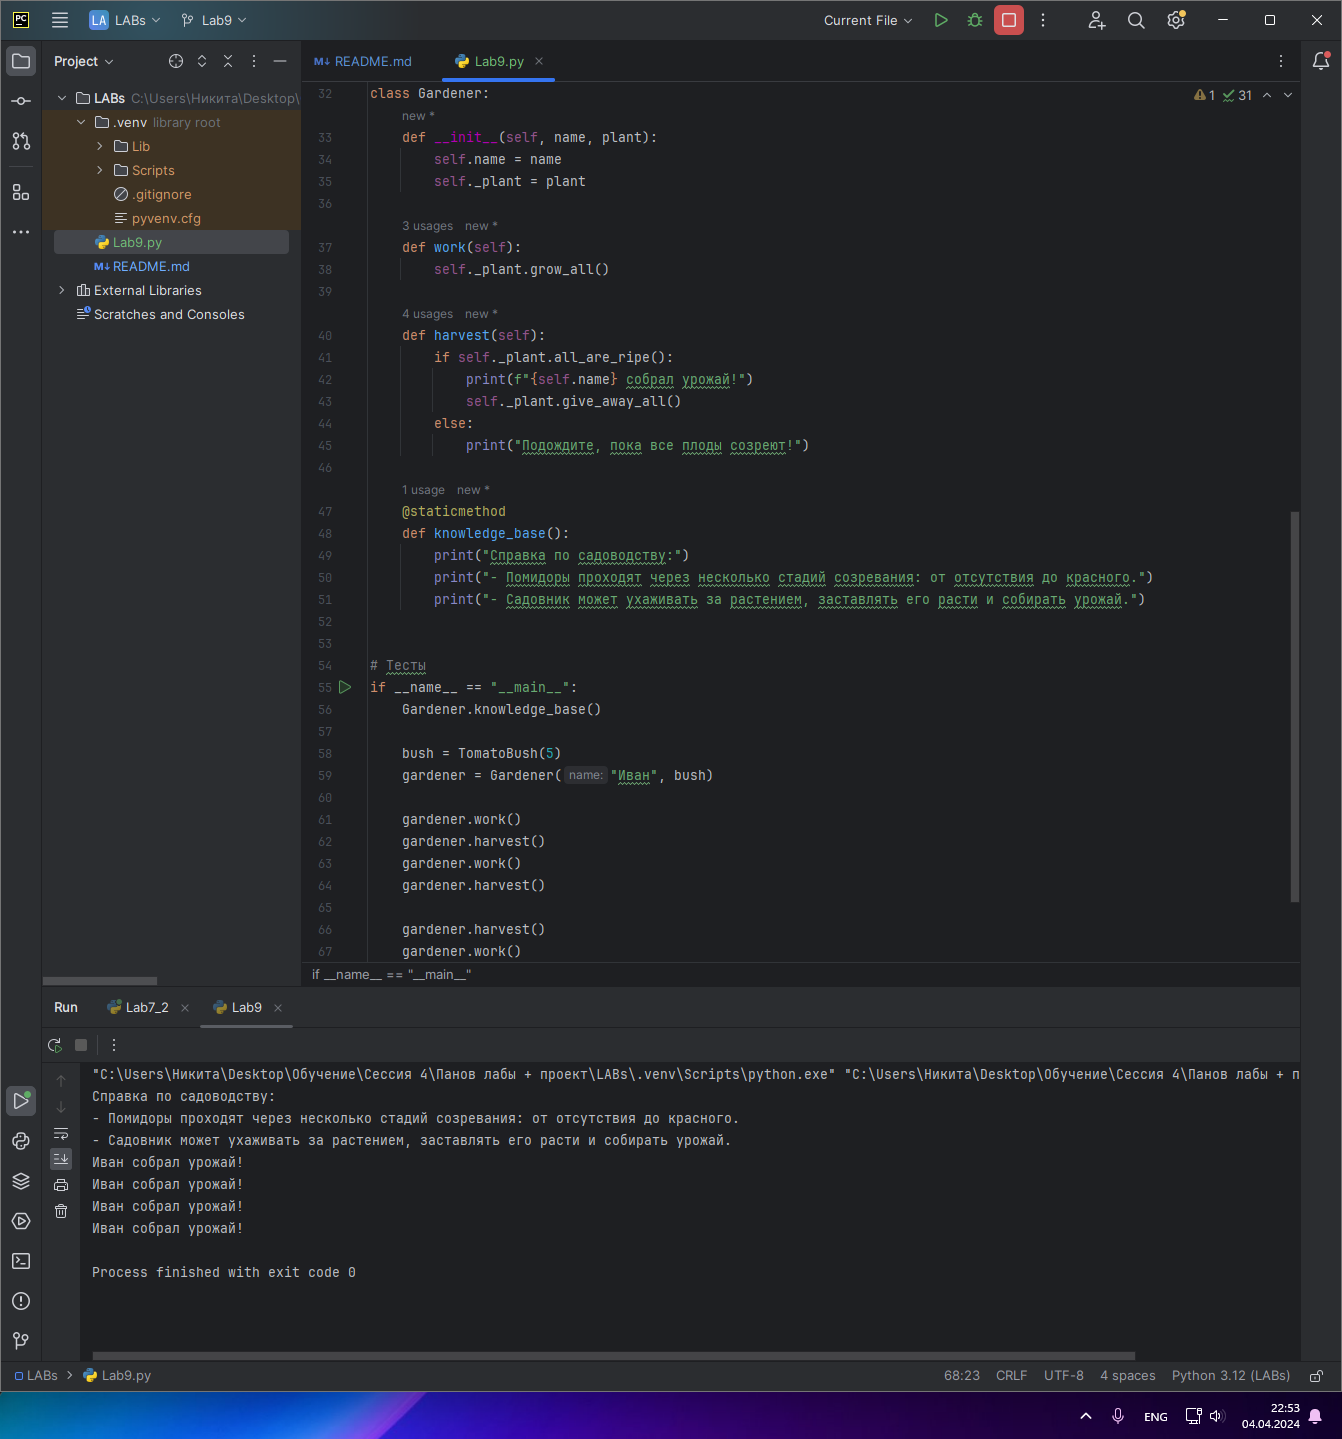 PC
LA LABs Lab9 Current File
Project
README.md
Lab9.py
LABs C:\Users\Никита\Desktop\
.venv library root
Lib
Scripts
.gitignore
pyvenv.cfg
Lab9.py
README.md
External Libraries
Scratches and Consoles
1 31
32 class Gardener:
new *
33 def __init__(self, name, plant):
34 self.name = name
35 self._plant = plant
36
3 usages new *
37 def work(self):
38 self._plant.grow_all()
39
4 usages new *
40 def harvest(self):
41 if self._plant.all_are_ripe():
42 print(f"{self.name} собрал урожай!")
43 self._plant.give_away_all()
44 else:
45 print("Подождите, пока все плоды созреют!")
46
1 usage new *
47 @staticmethod
48 def knowledge_base():
49 print("Справка по садоводству:")
50 print("- Помидоры проходят через несколько стадий созревания: от отсутствия до красного.")
51 print("- Садовник может ухаживать за растением, заставлять его расти и собирать урожай.")
52
53
54 # Тесты
55 if __name__ == "__main__":
56 Gardener.knowledge_base()
57
58 bush = TomatoBush(5)
59 gardener = Gardener( name: "Иван", bush)
60
61 gardener.work()
62 gardener.harvest()
63 gardener.work()
64 gardener.harvest()
65
66 gardener.harvest()
67 gardener.work()
if __name__ == "__main__"
Run Lab7_2 Lab9
"C:\Users\Никита\Desktop\Обучение\Сессия 4\Панов лабы + проект\LABs\.venv\Scripts\python.exe" "C:\Users\Никита\Desktop\Обучение\Сессия 4\Панов лабы + п
Справка по садоводству:
- Помидоры проходят через несколько стадий созревания: от отсутствия до красного.
- Садовник может ухаживать за растением, заставлять его расти и собирать урожай.
Иван собрал урожай!
Иван собрал урожай!
Иван собрал урожай!
Иван собрал урожай!
Process finished with exit code 0
LABs Lab9.py 68:23 CRLF UTF-8 4 spaces Python 3.12 (LABs)
ENG
22:53
04.04.2024